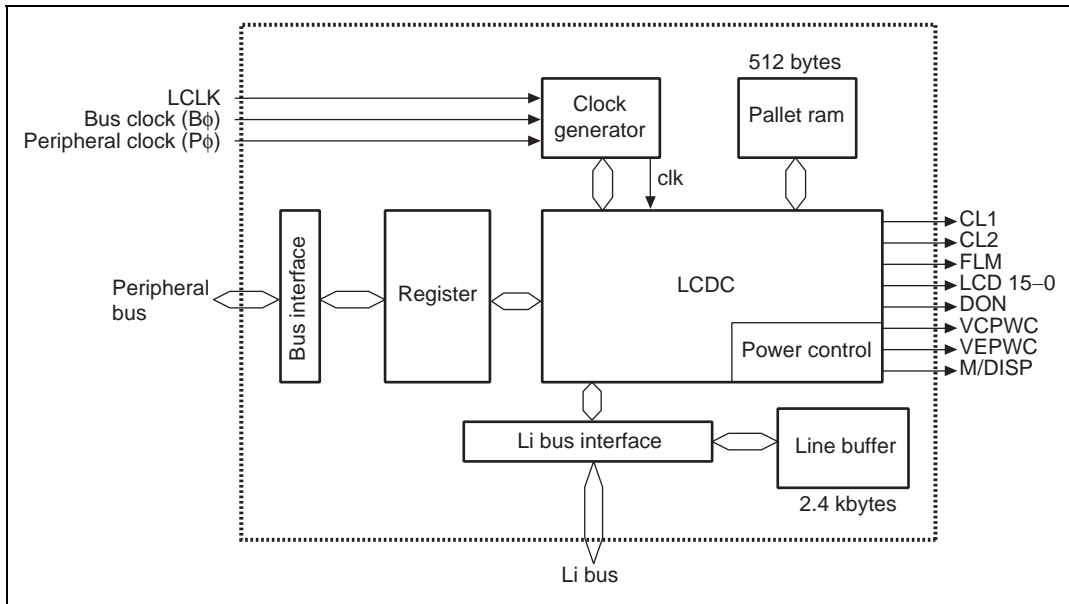 512 bytes
LCLK
Bus clock (Bϕ)
Peripheral clock (Pϕ)
Clock
generator
Pallet ram
clk
Peripheral
bus
Bus interface
Register
LCDC
Power control
CL1
CL2
FLM
LCD 15–0
DON
VCPWC
VEPWC
M/DISP
Li bus interface
Line buffer
2.4 kbytes
Li bus